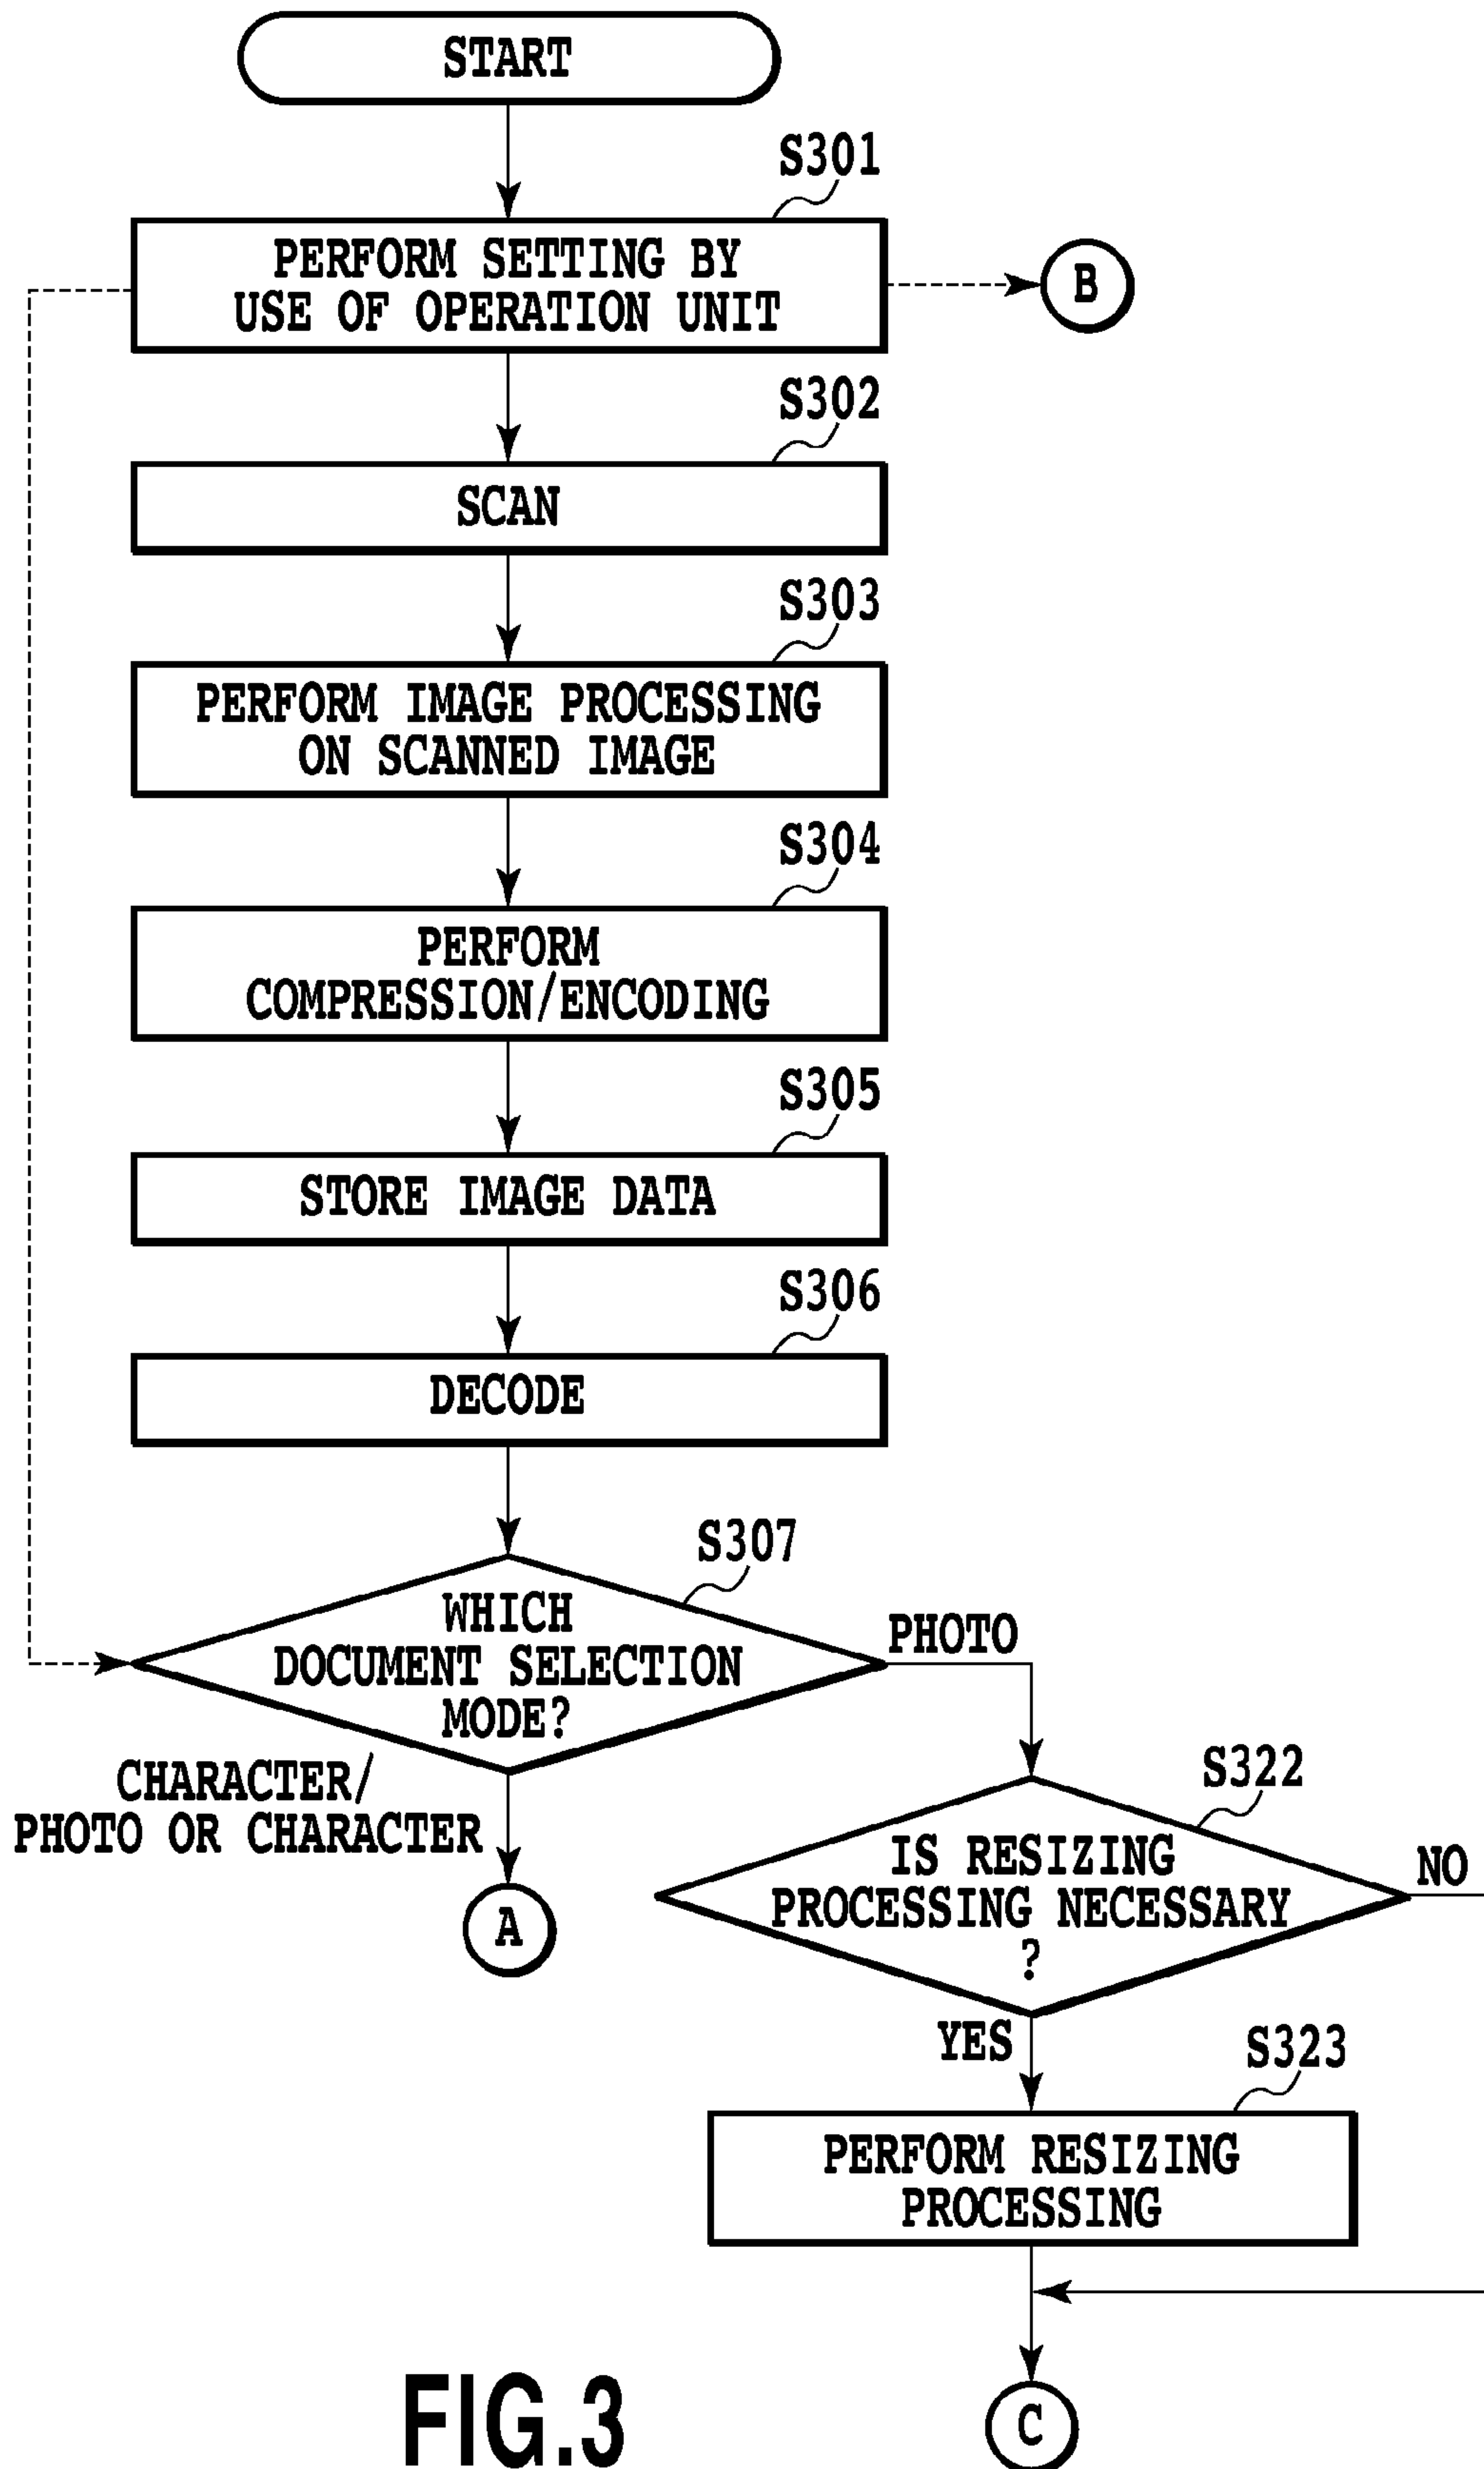 START
S301
PERFORM SETTING BY
USE OF OPERATION UNIT
B
S302
SCAN
S303
PERFORM IMAGE PROCESSING
ON SCANNED IMAGE
S304
PERFORM
COMPRESSION/ENCODING
S305
STORE IMAGE DATA
S306
DECODE
S307
WHICH
DOCUMENT SELECTION
MODE?
PHOTO
CHARACTER/
PHOTO OR CHARACTER
A
S322
IS RESIZING
PROCESSING NECESSARY
?
NO
YES
S323
PERFORM RESIZING
PROCESSING
C
FIG.3